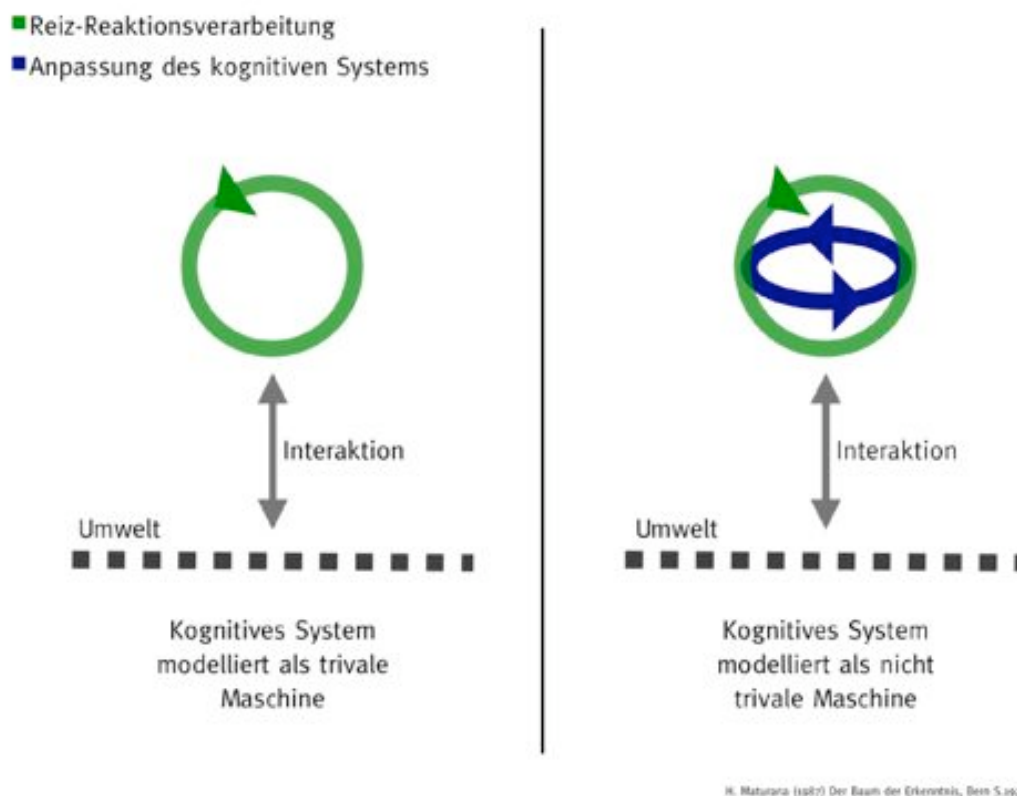 Reiz-Reaktionsverarbeitung
Anpassung des kognitiven Systems
Interaktion
Umwelt
Kognitives System
modelliert als trivale
Maschine
Interaktion
Umwelt
Kognitives System
modelliert als nicht
trivale Maschine
H. Maturana (1987) Der Baum der Erkenntnis, Bern